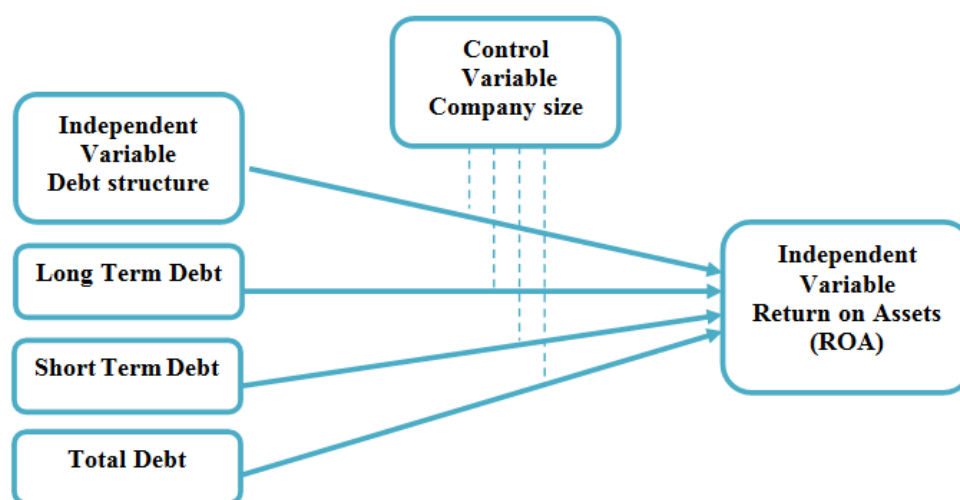 Control
Variable
Company size
Independent
Variable
Debt structure
Long Term Debt
Short Term Debt
Total Debt
Independent
Variable
Return on Assets
(ROA)